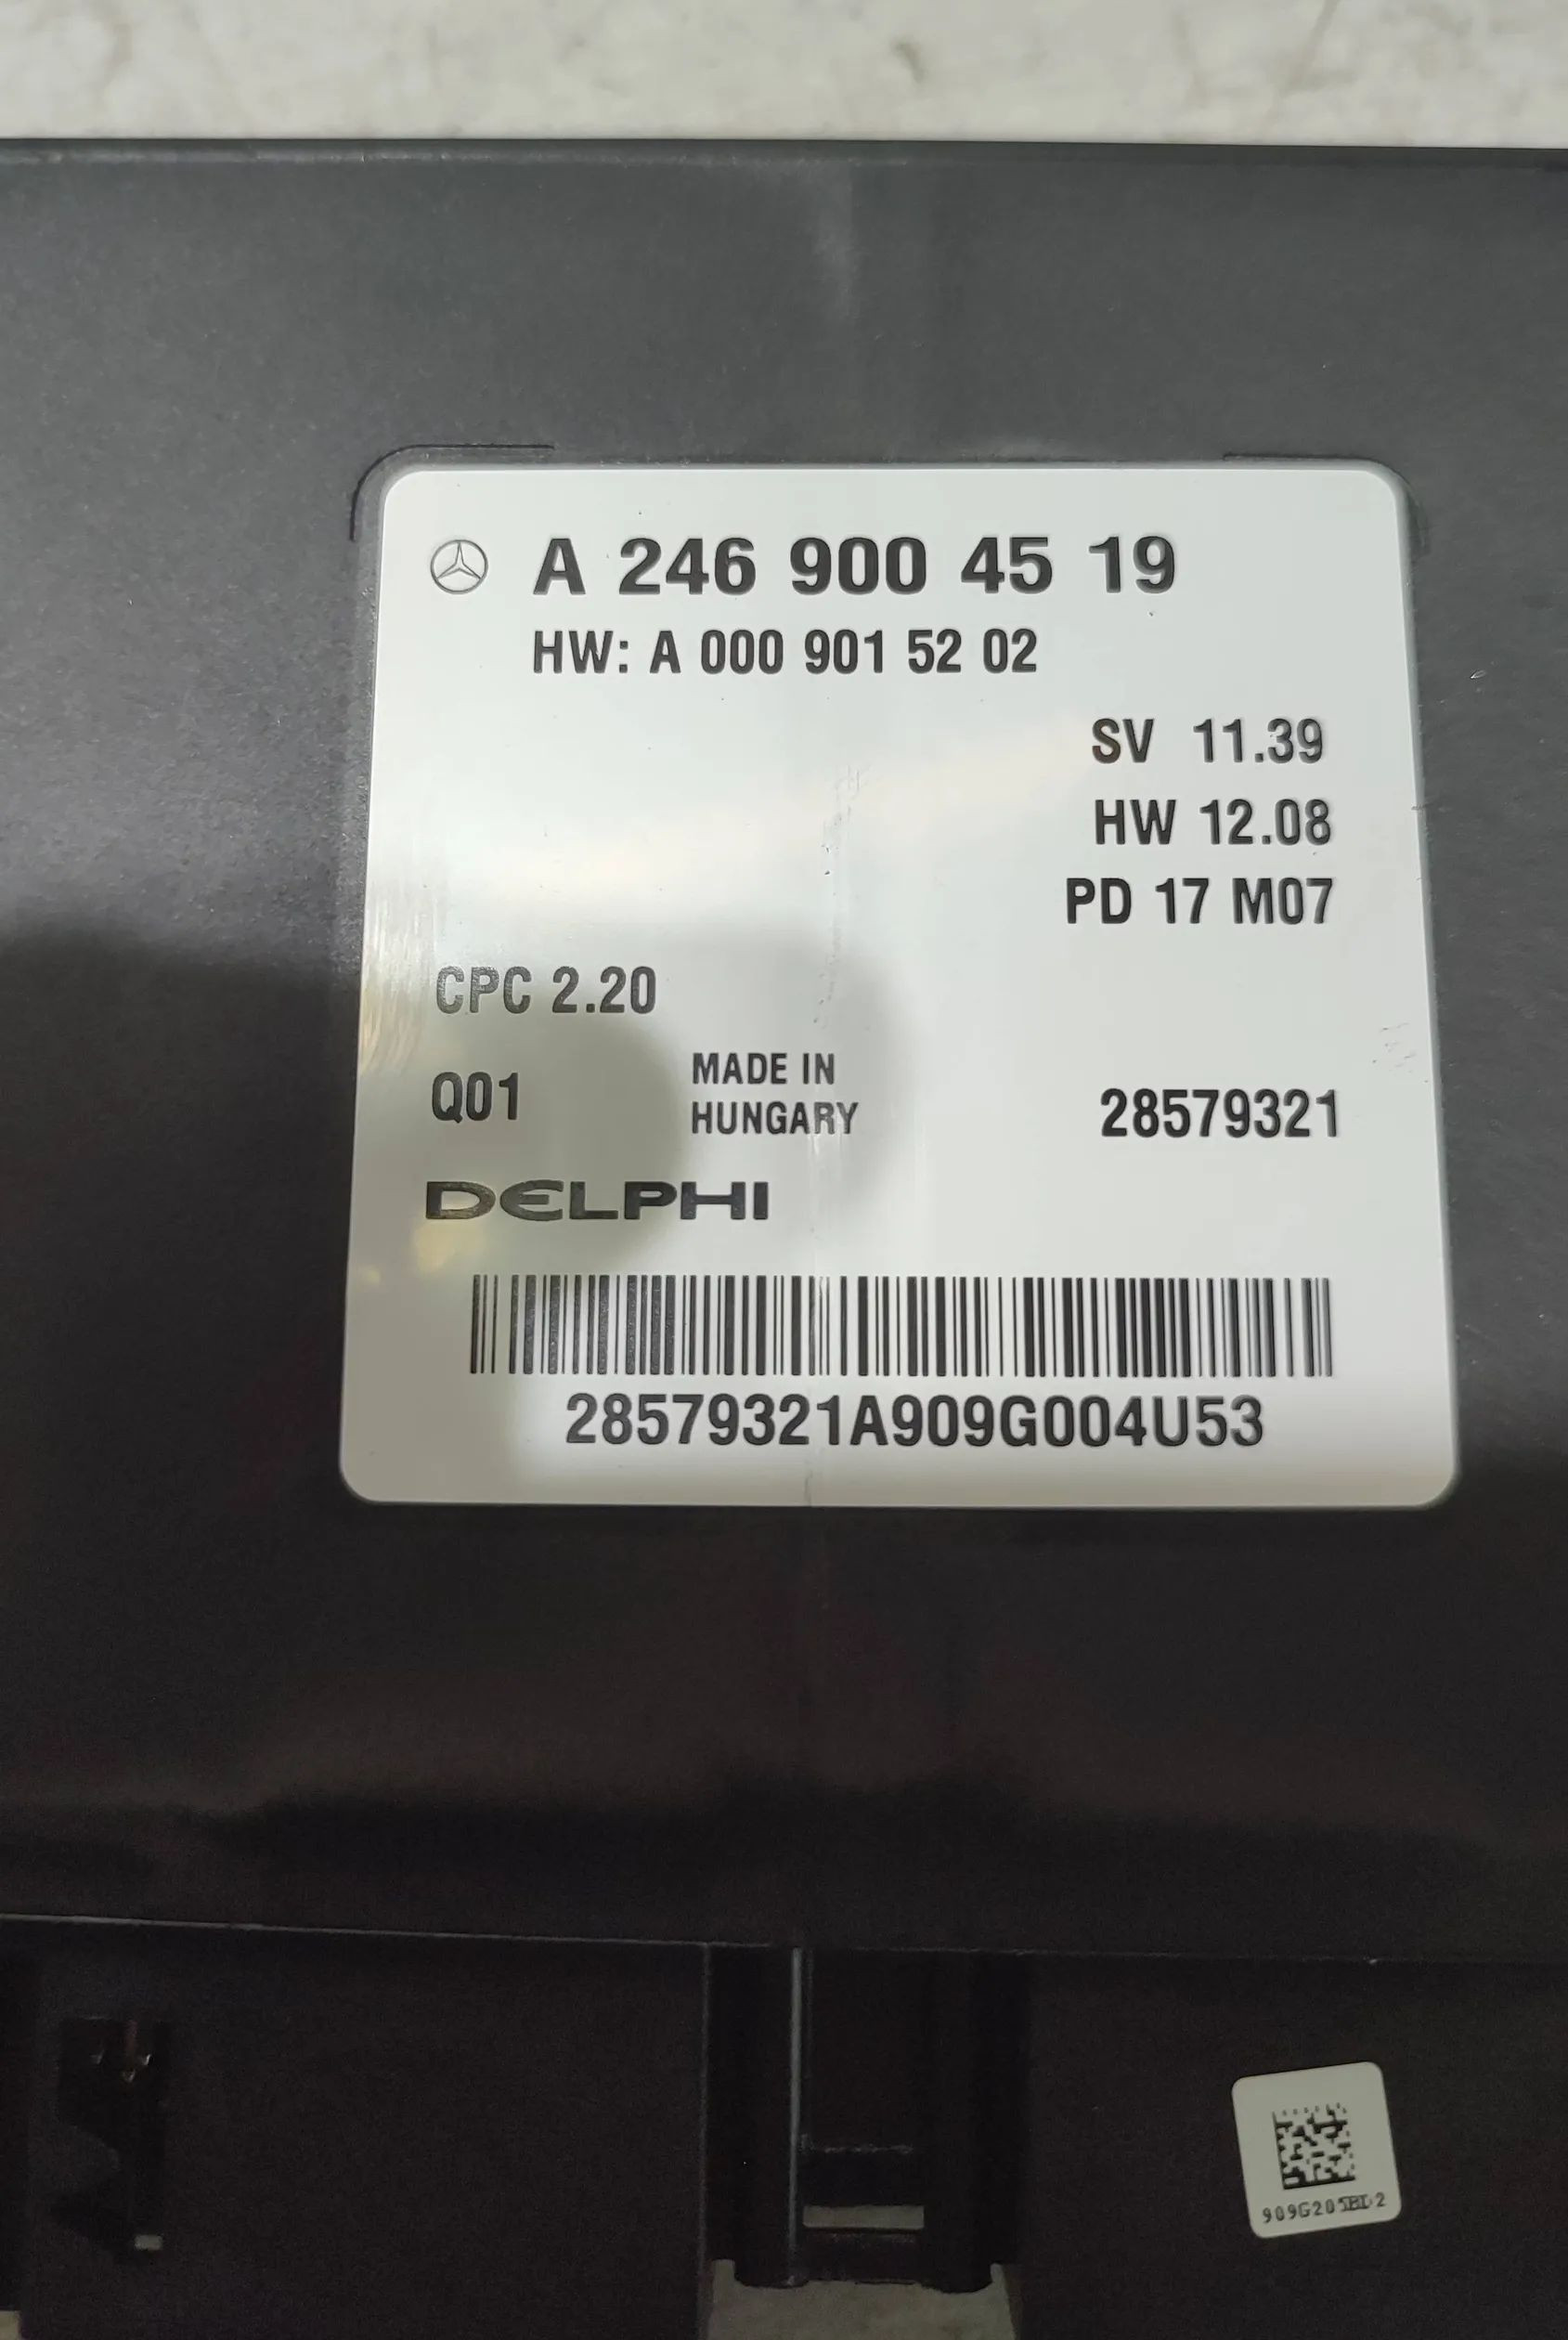 A 246 900 45 19
HW: A 000 901 52 02
SV 11.39
HW 12.08
PD 17 M07
CPC 2.20
Q01
MADE IN
HUNGARY
28579321
DELPHI
28579321A909G004U53